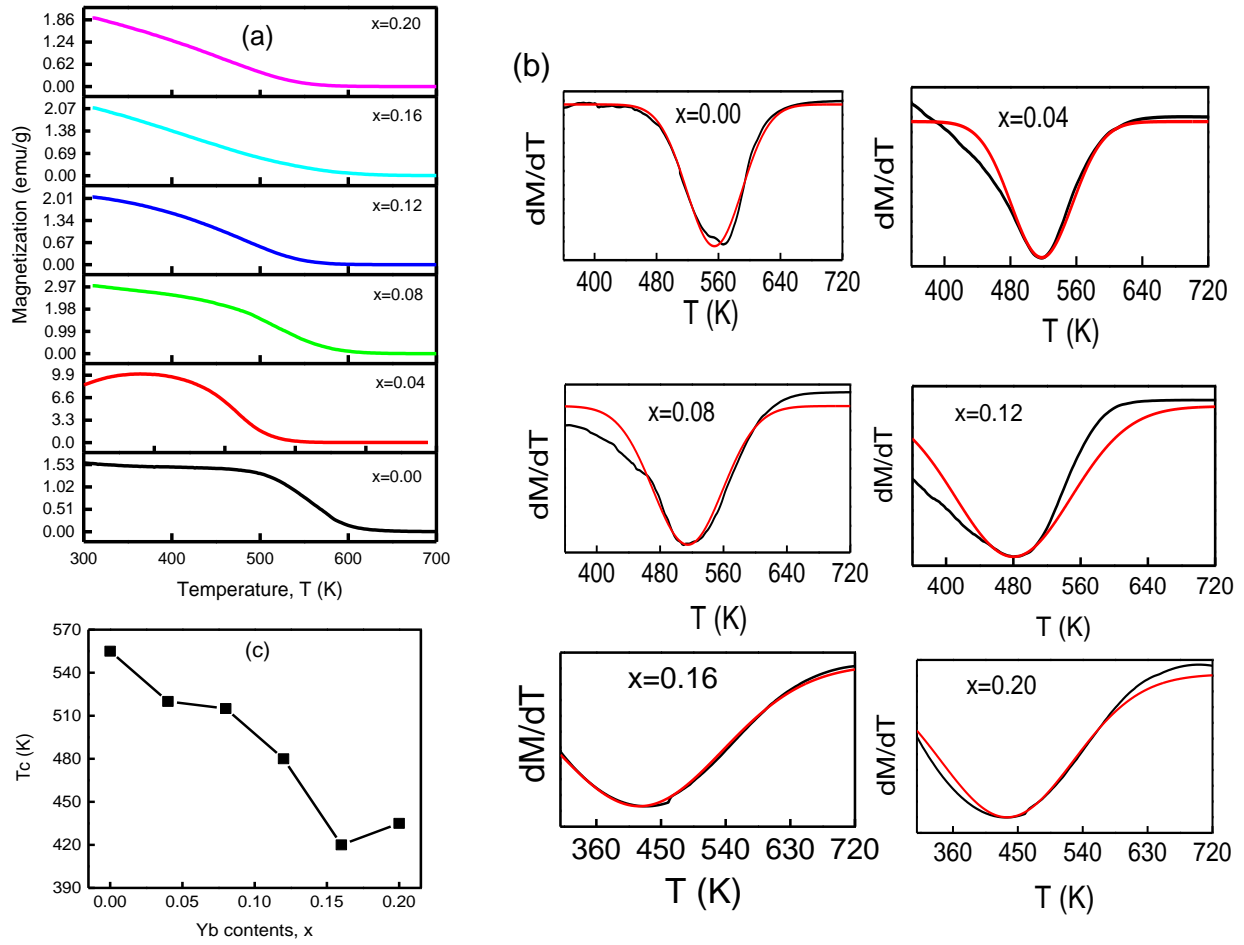 (a)
Magnetization (emu/g)
1.86
1.24
0.62
0.00
x=0.20
2.07
1.38
0.69
0.00
x=0.16
2.01
1.34
0.67
0.00
x=0.12
2.97
1.98
0.99
0.00
x=0.08
9.9
6.6
3.3
0.0
x=0.04
1.53
1.02
0.51
0.00
x=0.00
300 400 500 600 700
Temperature, T (K)
(b)
dM/dT
x=0.00
400 480 560 640 720
T (K)
dM/dT
x=0.04
400 480 560 640 720
T (K)
dM/dT
x=0.08
400 480 560 640 720
T (K)
dM/dT
x=0.12
400 480 560 640 720
T (K)
dM/dT
x=0.16
360 450 540 630 720
T (K)
dM/dT
x=0.20
360 450 540 630 720
T (K)
(c)
Tc (K)
570
540
510
480
450
420
390
0.00 0.05 0.10 0.15 0.20
Yb contents, x